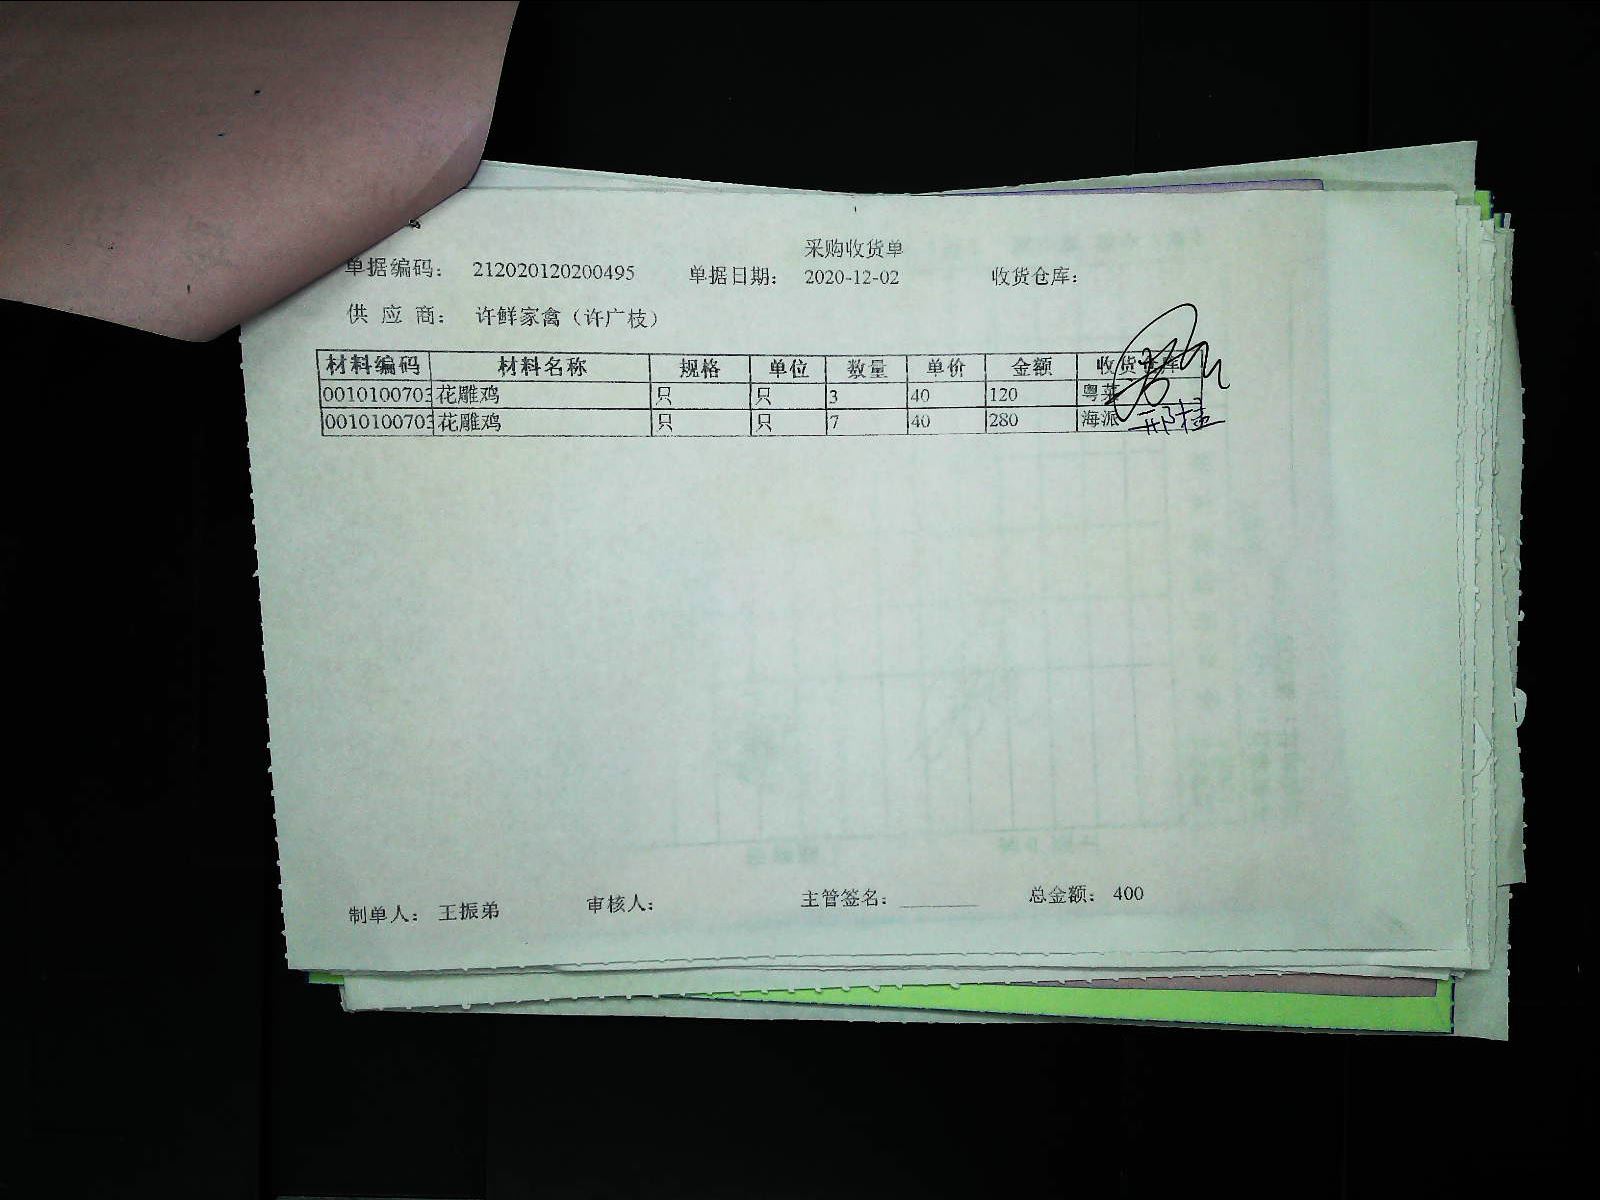 采购收货单
单据编码： 212020120200495 单据日期： 2020-12-02 收货仓库：
供 应 商： 许鲜家禽（许广枝）
材料编码 材料名称 规格 单位 数量 单价 金额 收货仓库
0010100703 花雕鸡 只 只 3 40 120 粤菜
0010100703 花雕鸡 只 只 7 40 280 海派
制单人： 王振弟 审核人： 主管签名：________ 总金额： 400